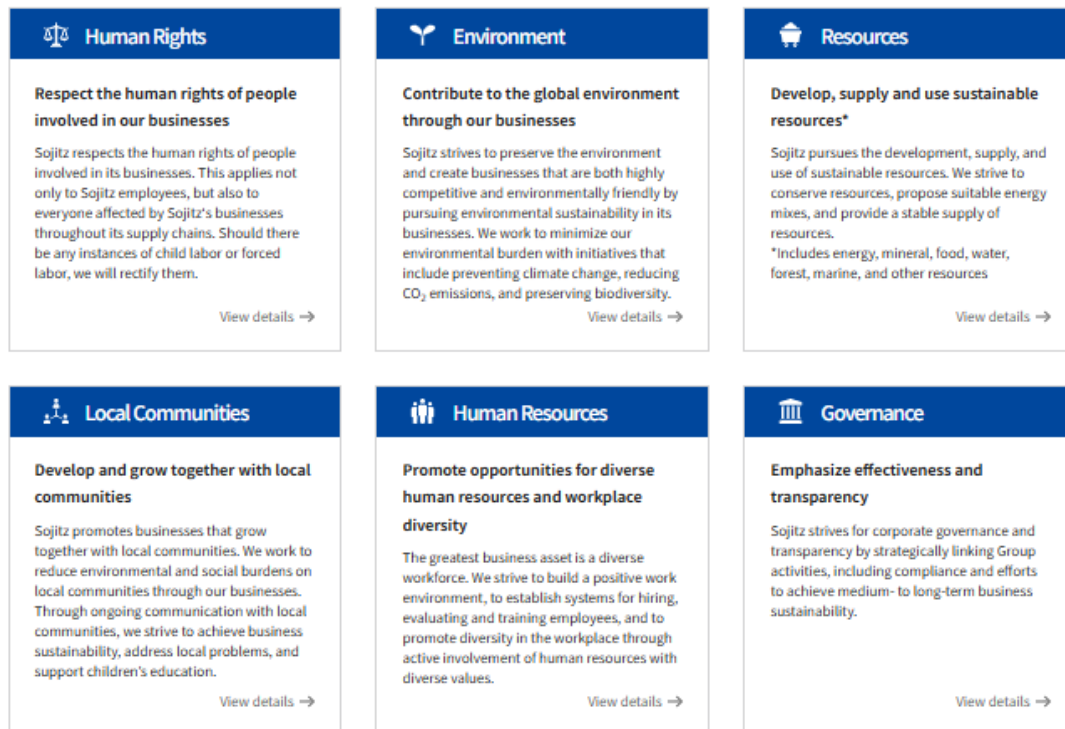 Human Rights
Respect the human rights of people
involved in our businesses
Sojitz respects the human rights of people
involved in its businesses. This applies not
only to Sojitz employees, but also to
everyone affected by Sojitz's businesses
throughout its supply chains. Should there
be any instances of child labor or forced
labor, we will rectify them.
View details →
Environment
Contribute to the global environment
through our businesses
Sojitz strives to preserve the environment
and create businesses that are both highly
competitive and environmentally friendly by
pursuing environmental sustainability in its
businesses. We work to minimize our
environmental burden with initiatives that
include preventing climate change, reducing
CO₂ emissions, and preserving biodiversity.
View details →
Resources
Develop, supply and use sustainable
resources*
Sojitz pursues the development, supply, and
use of sustainable resources. We strive to
conserve resources, propose suitable energy
mixes, and provide a stable supply of
resources.
*Includes energy, mineral, food, water,
forest, marine, and other resources
View details →
Local Communities
Develop and grow together with local
communities
Sojitz promotes businesses that grow
together with local communities. We work to
reduce environmental and social burdens on
local communities through our businesses.
Through ongoing communication with local
communities, we strive to achieve business
sustainability, address local problems, and
support children's education.
View details →
Human Resources
Promote opportunities for diverse
human resources and workplace
diversity
The greatest business asset is a diverse
workforce. We strive to build a positive work
environment, to establish systems for hiring,
evaluating and training employees, and to
promote diversity in the workplace through
active involvement of human resources with
diverse values.
View details →
Governance
Emphasize effectiveness and
transparency
Sojitz strives for corporate governance and
transparency by strategically linking Group
activities, including compliance and efforts
to achieve medium- to long-term business
sustainability.
View details →